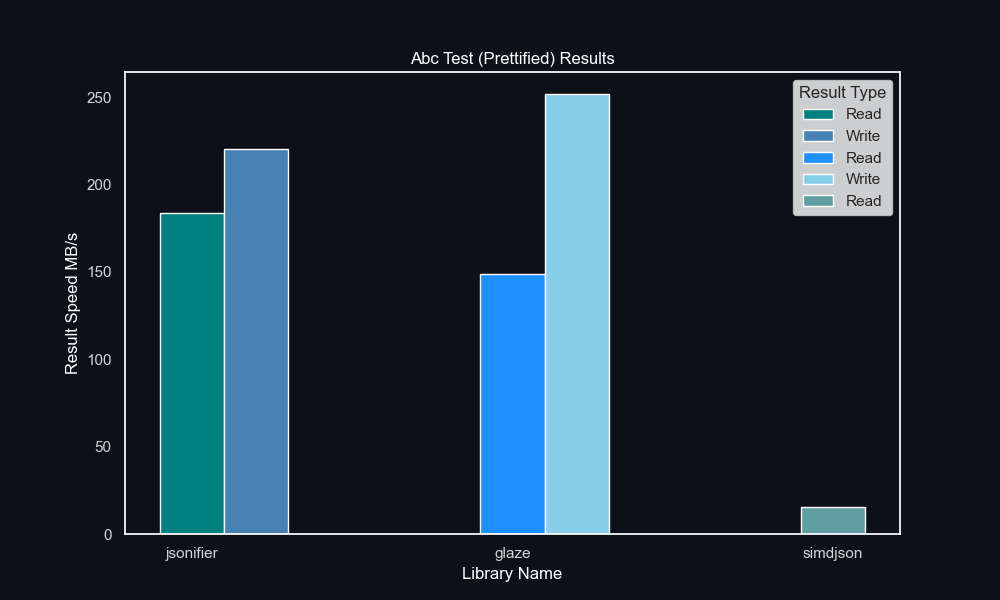 Abc Test (Prettified) Results
Result Type
Read
Write
Read
Write
Read
250
200
150
100
50
0
Result Speed MB/s
jsonifier
glaze
simdjson
Library Name